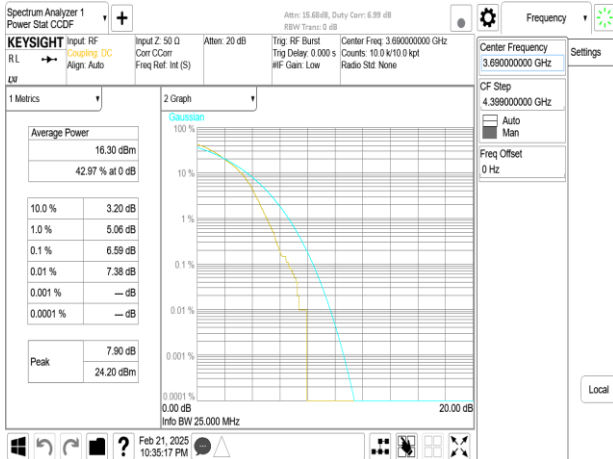 Spectrum Analyzer 1
Power Stat CCDF
Attn: 15.68dB, Duty Corr: 6.99 dB
RBW Trans: 0 dB
Frequency
KEYSIGHT
RL
Input: RF
Coupling: DC
Align: Auto
Input Z: 50 Ω
Corr CCorr
Freq Ref: Int (S)
Atten: 20 dB
Trig: RF Burst
Trig Delay: 0.000 s
#IF Gain: Low
Center Freq: 3.690000000 GHz
Counts: 10.0 k/10.0 kpt
Radio Std: None
Center Frequency
3.690000000 GHz
Settings
CF Step
4.399000000 GHz
Auto
Man
Freq Offset
0 Hz
Local
1 Metrics
Average Power
16.30 dBm
42.97 % at 0 dB
10.0 % 3.20 dB
1.0 % 5.06 dB
0.1 % 6.59 dB
0.01 % 7.38 dB
0.001 % --- dB
0.0001 % --- dB
Peak
7.90 dB
24.20 dBm
2 Graph
Gaussian
100 %
10 %
1 %
0.1 %
0.01 %
0.001 %
0.0001 %
0.00 dB
20.00 dB
Info BW 25.000 MHz
?
Feb 21, 2025
10:35:17 PM